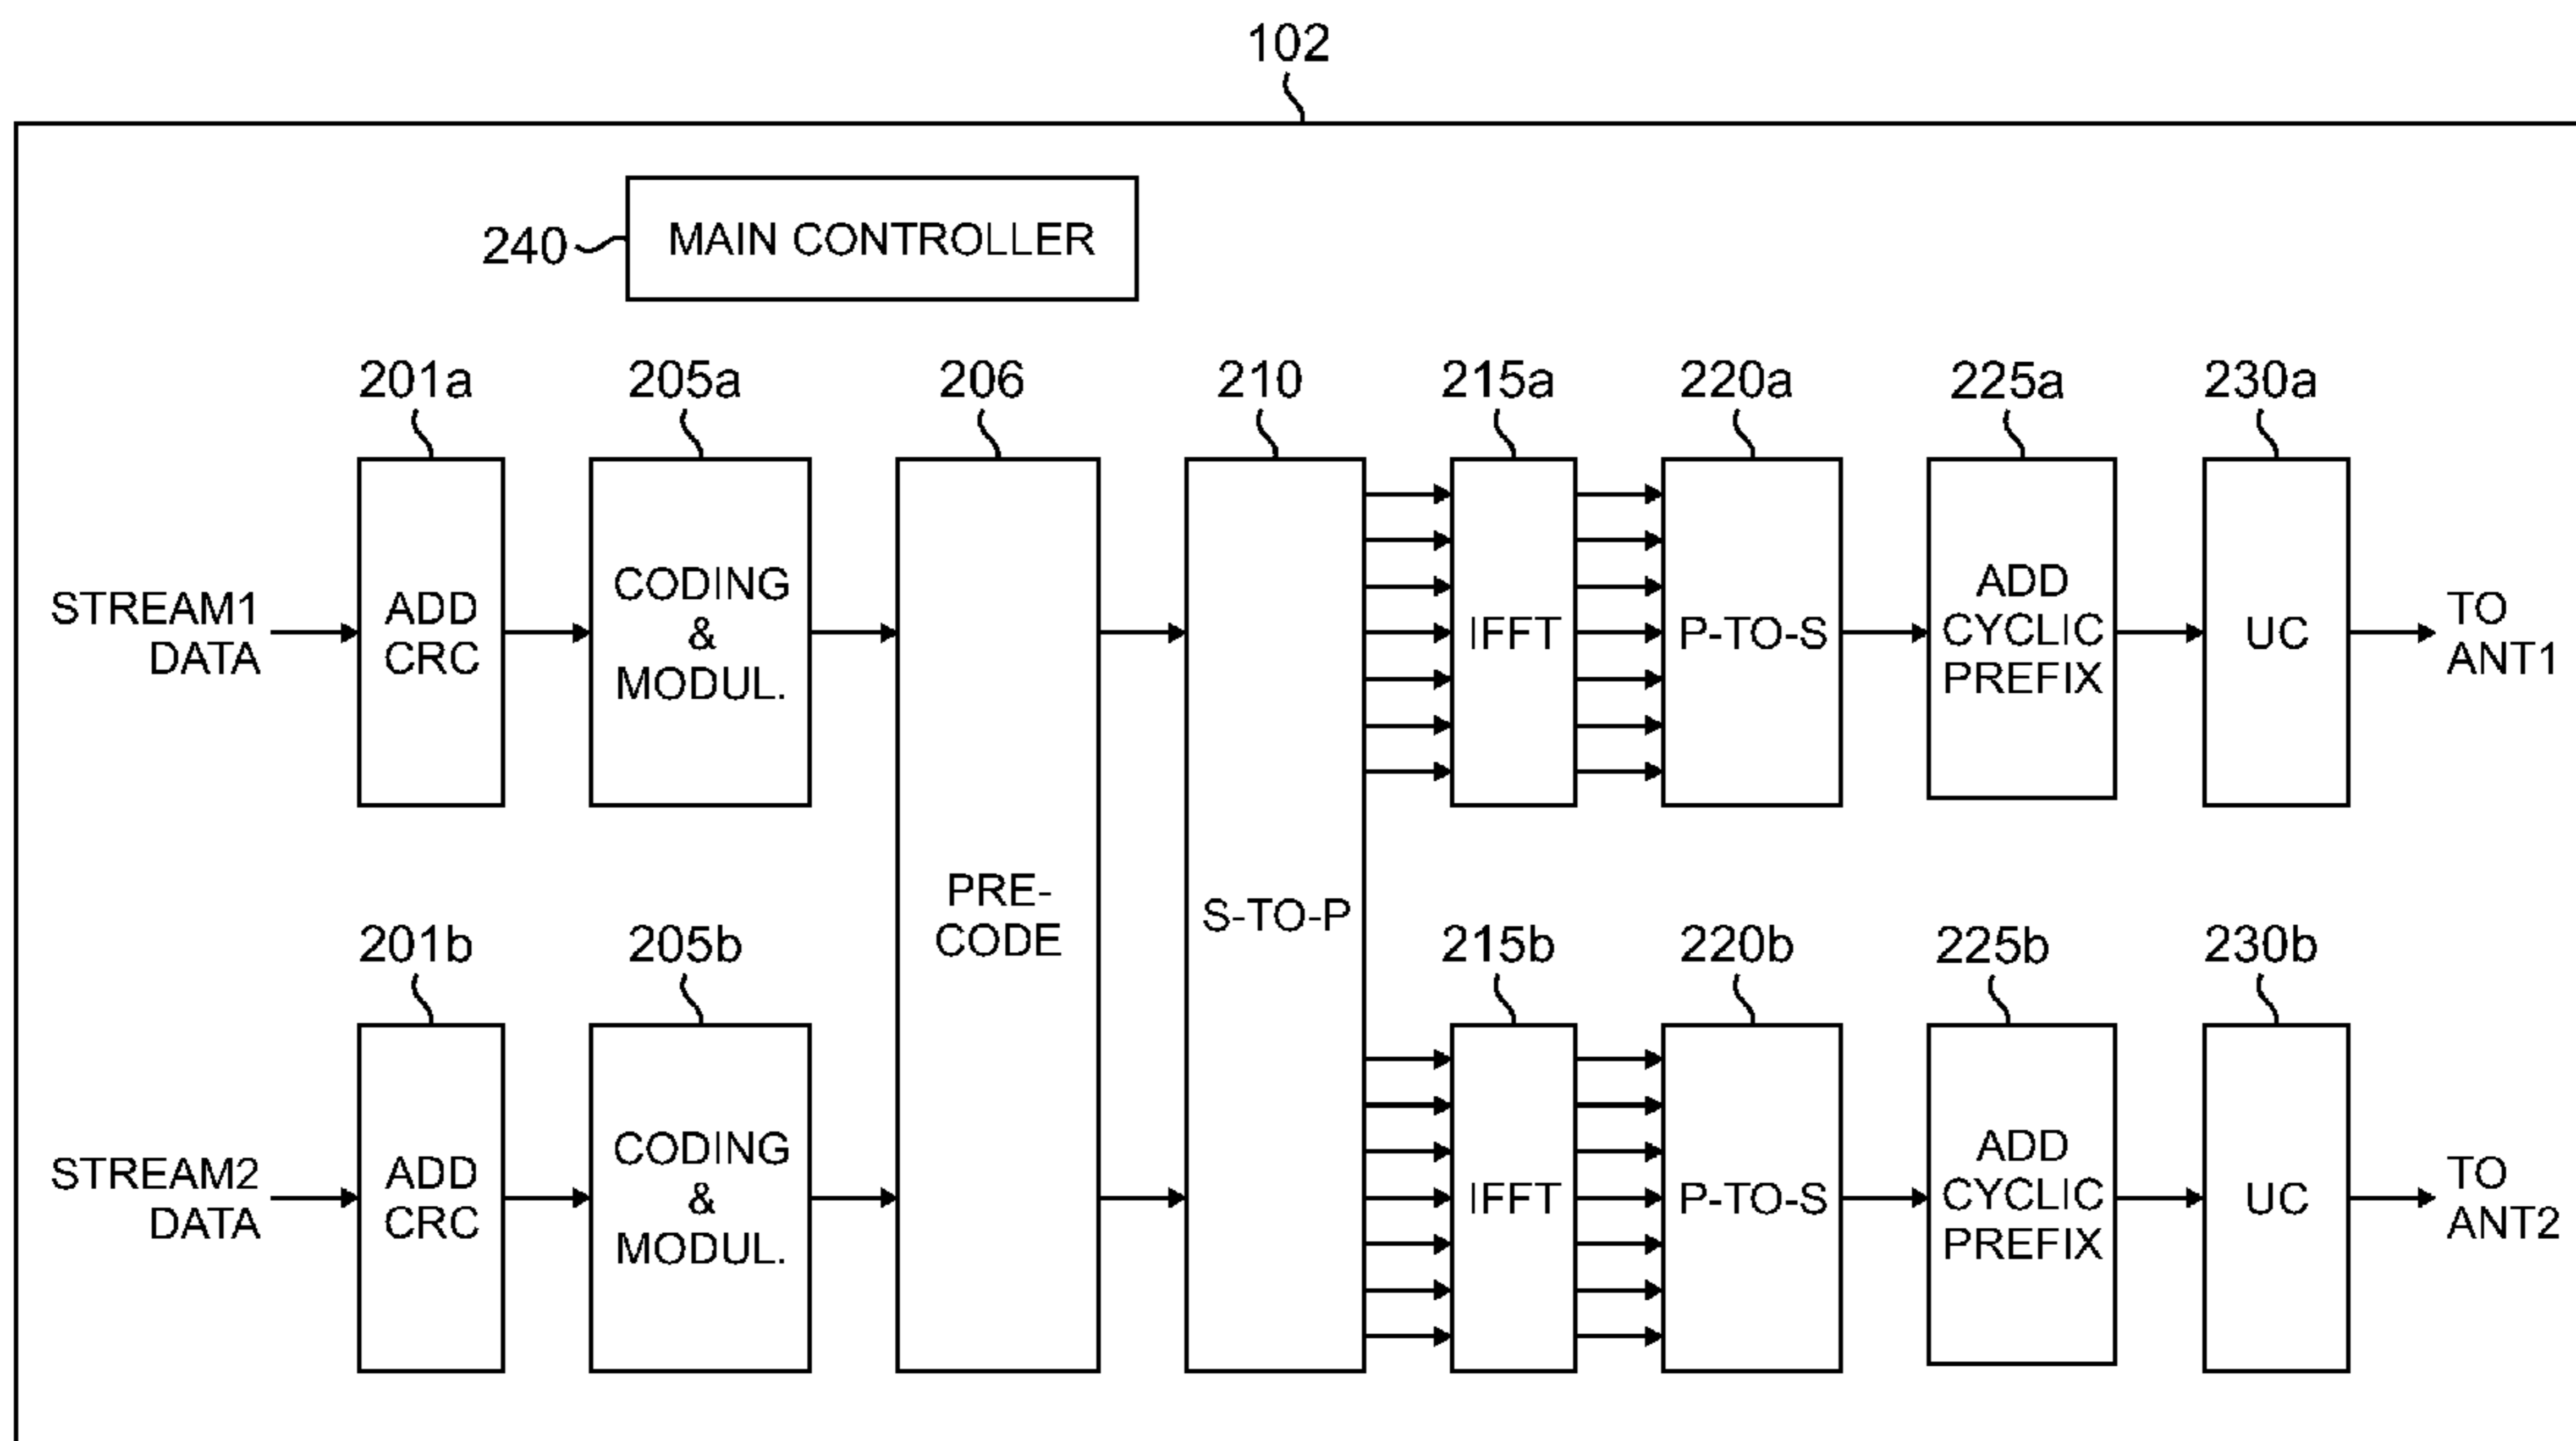 102
240
MAIN CONTROLLER
201a
205a
206
210
215a
220a
225a
230a
STREAM1
DATA
ADD
CRC
CODING
&
MODUL.
IFFT
P-TO-S
ADD
CYCLIC
PREFIX
UC
TO
ANT1
PRE-
CODE
S-TO-P
201b
205b
215b
220b
225b
230b
STREAM2
DATA
ADD
CRC
CODING
&
MODUL.
IFFT
P-TO-S
ADD
CYCLIC
PREFIX
UC
TO
ANT2